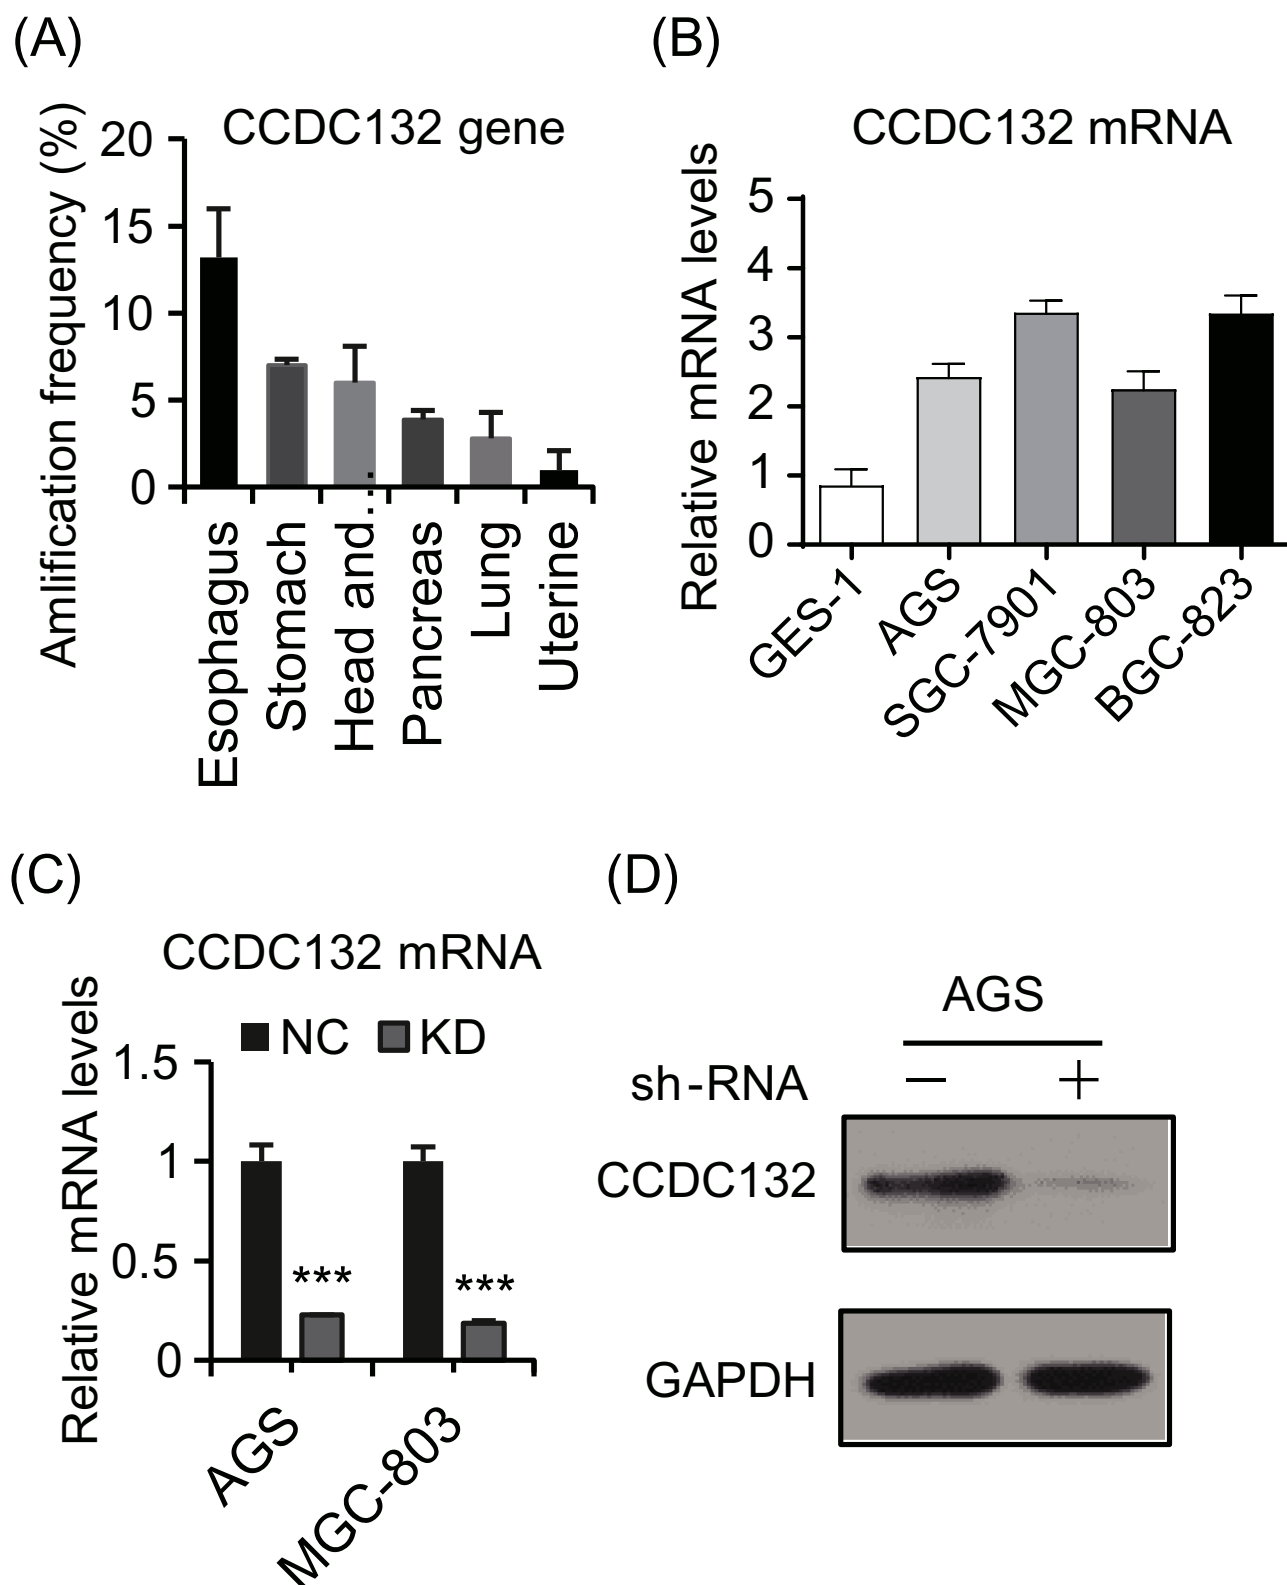 (A)
CCDC132 gene
Amlification frequency (%)
20
15
10
5
0
Esophagus
Stomach
Head and...
Pancreas
Lung
Uterine
(B)
CCDC132 mRNA
Relative mRNA levels
5
4
3
2
1
0
GES-1
AGS
SGC-7901
MGC-803
BGC-823
(C)
CCDC132 mRNA
NC KD
Relative mRNA levels
1.5
1
0.5
0
***
***
AGS
MGC-803
(D)
AGS
sh-RNA − +
CCDC132
GAPDH